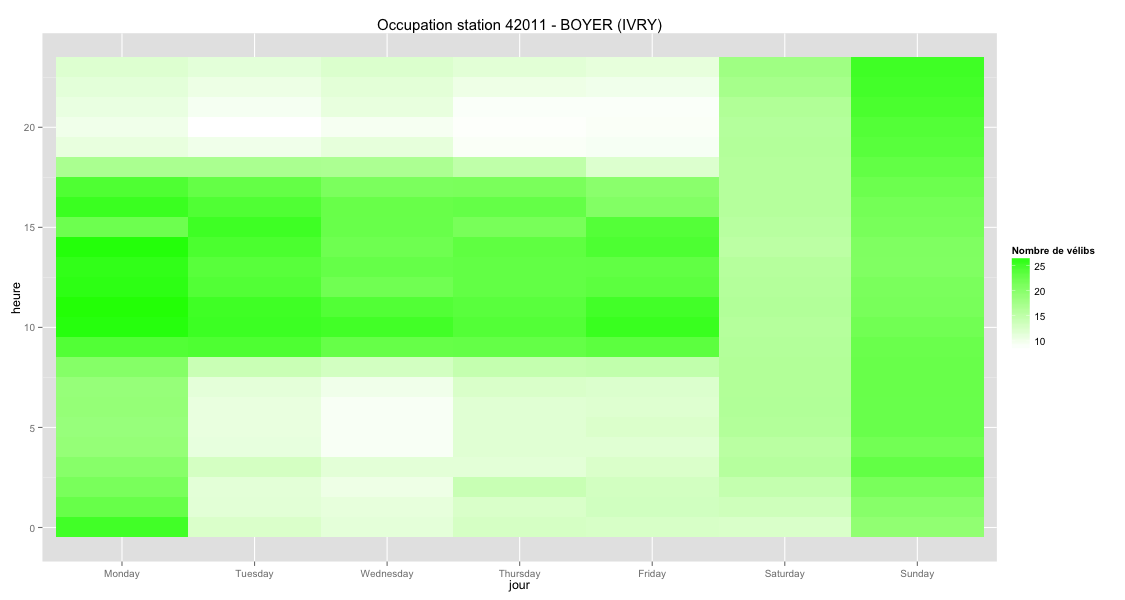 Occupation station 42011 - BOYER (IVRY)
heure
20
15
10
5
0
Monday Tuesday Wednesday Thursday Friday Saturday Sunday
jour
Nombre de vélibs
25
20
15
10